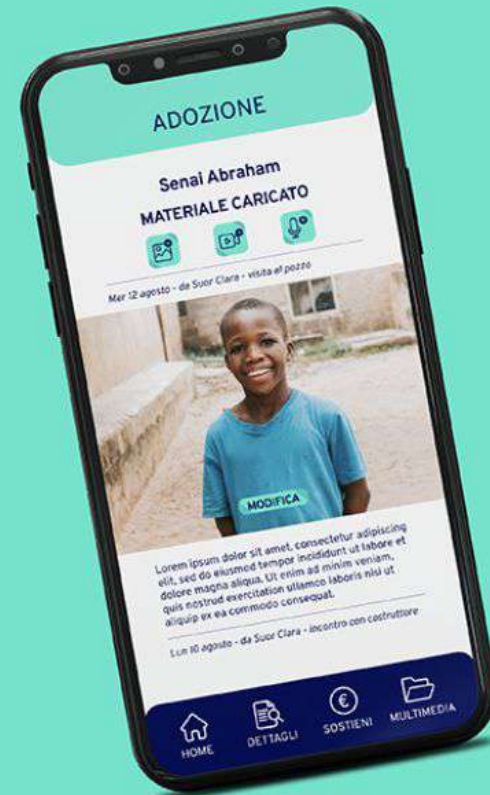 ADOZIONE
Senai Abraham
MATERIALE CARICATO
Mer 12 agosto - da Suor Clara - visita al pozzo
MODIFICA
Lorem ipsum dolor sit amet, consectetur adipiscing
elit, sed do eiusmod tempor incididunt ut labore et
dolore magna aliqua. Ut enim ad minim veniam,
quis nostrud exercitation ullamco laboris nisi ut
aliquip ex ea commodo consequat.
Lun 10 agosto - da Suor Clara - incontro con costruttore
HOME
DETTAGLI
SOSTIENI
MULTIMEDIA